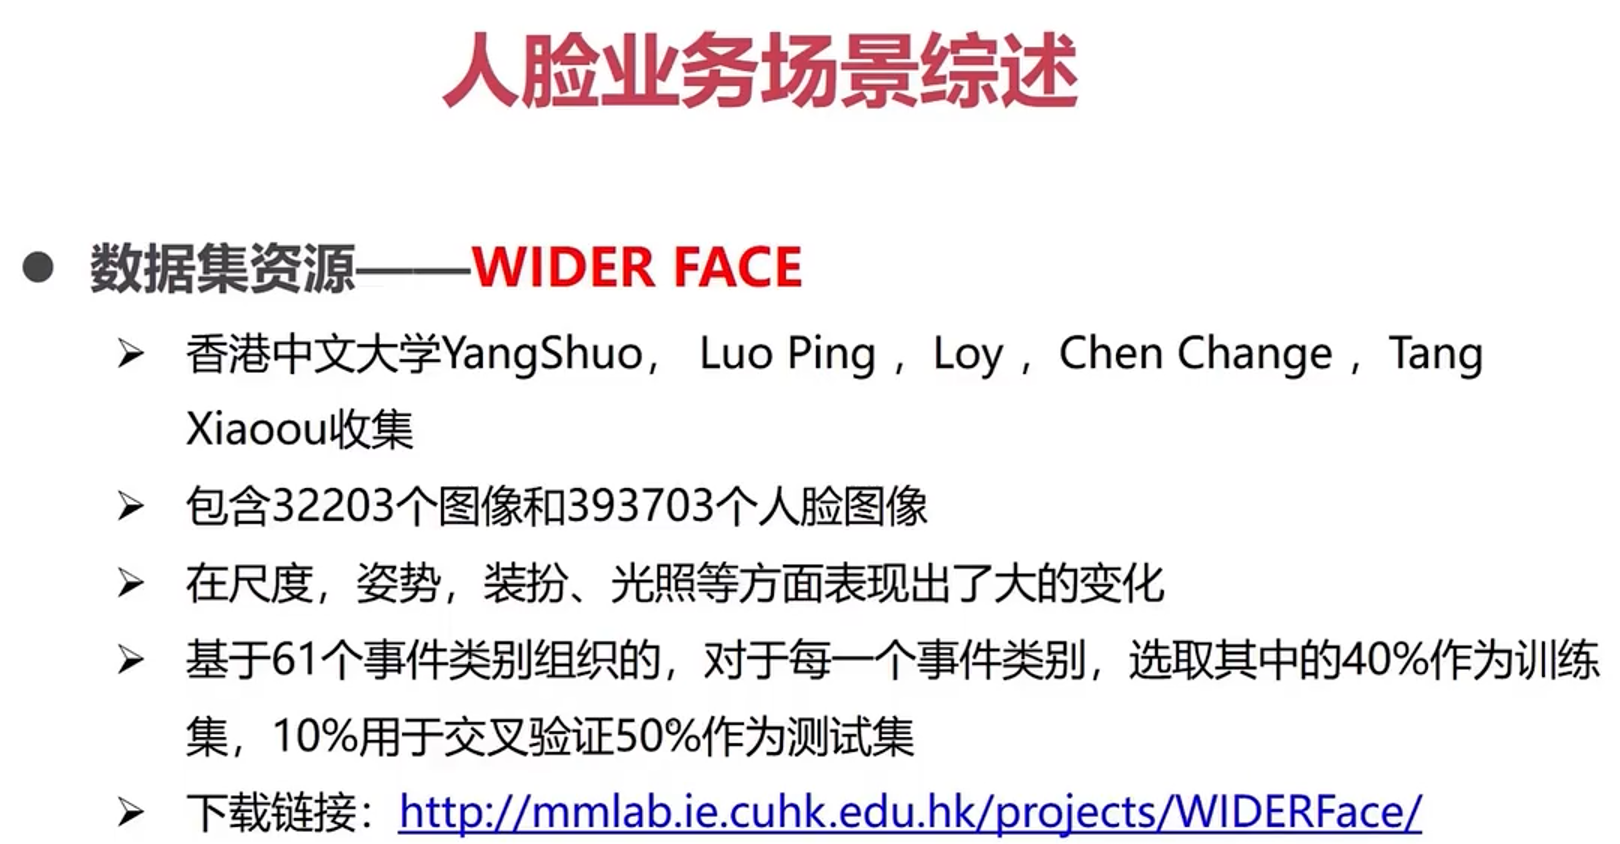 人脸业务场景综述
数据集资源——WIDER FACE
香港中文大学YangShuo， Luo Ping ，Loy ，Chen Change ，Tang
Xiaoou收集
包含32203个图像和393703个人脸图像
在尺度，姿势，装扮、光照等方面表现出了大的变化
基于61个事件类别组织的，对于每一个事件类别，选取其中的40%作为训练
集，10%用于交叉验证50%作为测试集
下载链接：http://mmlab.ie.cuhk.edu.hk/projects/WIDERFace/